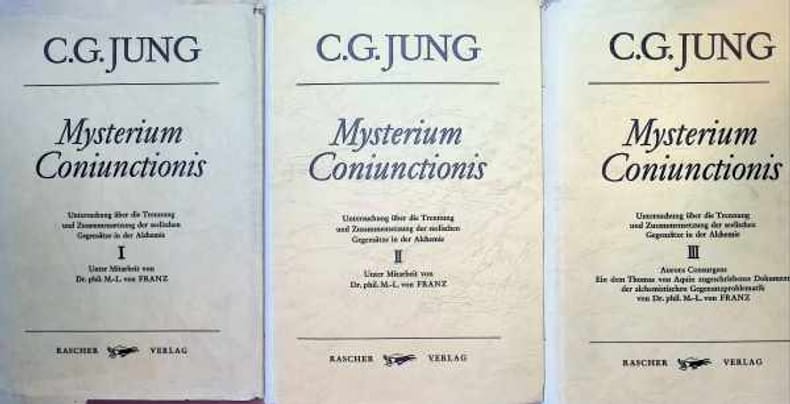 C.G. JUNG
Mysterium
Coniunctionis
Untersuchung über die Trennung
und Zusammensetzung der seelischen
Gegensätze in der Alchemie
I
Unter Mitarbeit von
Dr. phil. M.-L. von FRANZ
RASCHER VERLAG
C.G. JUNG
Mysterium
Coniunctionis
Untersuchung über die Trennung
und Zusammensetzung der seelischen
Gegensätze in der Alchemie
II
Unter Mitarbeit von
Dr. phil. M.-L. von FRANZ
RASCHER VERLAG
C.G. JUNG
Mysterium
Coniunctionis
Untersuchung über die Trennung
und Zusammensetzung der seelischen
Gegensätze in der Alchemie
III
Aurora Consurgens
Ein dem Thomas von Aquin zugeschriebenes Dokument
der alchemistischen Gegensatzproblematik
von Dr. phil. M.-L. von FRANZ
RASCHER VERLAG